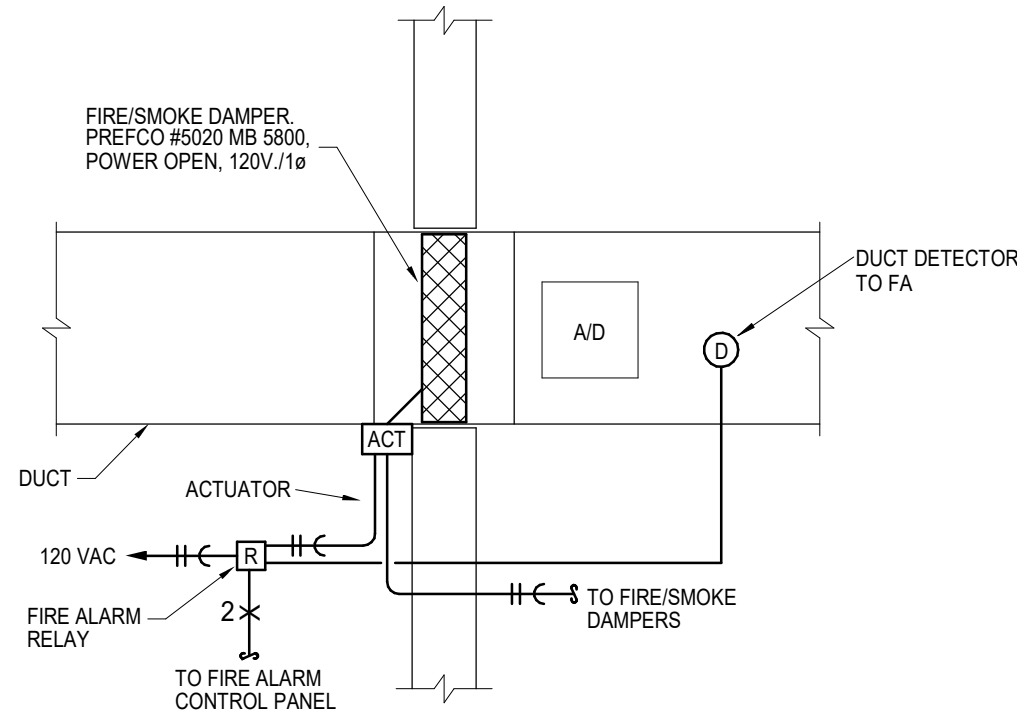 FIRE/SMOKE DAMPER.
PREFCO #5020 MB 5800,
POWER OPEN, 120V./1ø
DUCT DETECTOR
TO FA
A/D
D
ACT
DUCT
ACTUATOR
120 VAC
R
FIRE ALARM
RELAY
2
TO FIRE/SMOKE
DAMPERS
TO FIRE ALARM
CONTROL PANEL